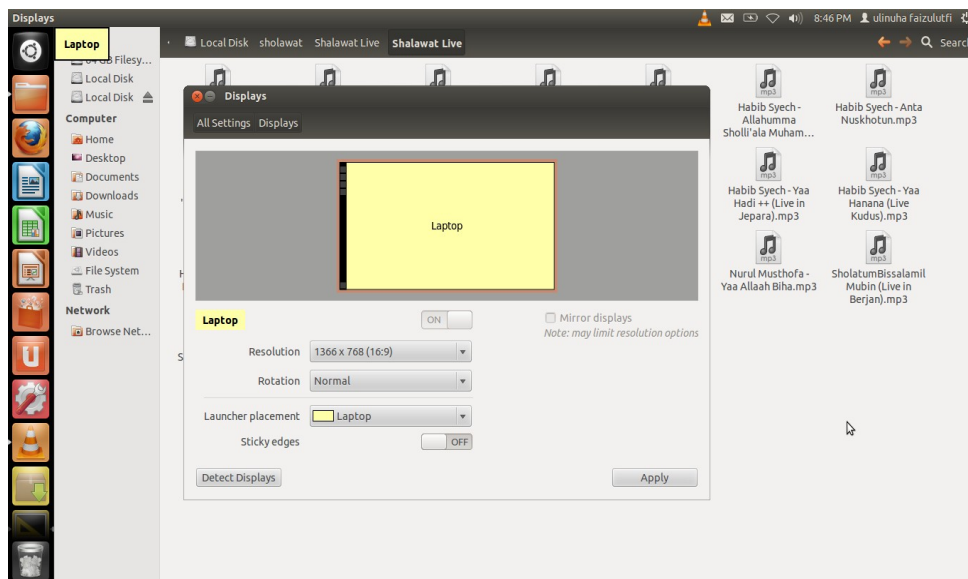 Displays
8:46 PM ulinuha faizulutfi
Laptop
Local Disk sholawat Shalawat Live Shalawat Live
Searc
Local Disk
Local Disk
Computer
Home
Desktop
Documents
Downloads
Music
Pictures
Videos
File System
Trash
Network
Browse Net...
Displays
All Settings Displays
Laptop
Laptop
ON
Mirror displays
Note: may limit resolution options
Resolution 1366 x 768 (16:9)
Rotation Normal
Launcher placement Laptop
Sticky edges OFF
Detect Displays
Apply
mp3
Habib Syech -
Allahumma
Sholli'ala Muham...
mp3
Habib Syech - Anta
Nuskhotun.mp3
mp3
Habib Syech - Yaa
Hadi ++ (Live in
Jepara).mp3
mp3
Habib Syech - Yaa
Hanana (Live
Kudus).mp3
mp3
Nurul Musthofa -
Yaa Allaah Biha.mp3
mp3
SholatumBissalamil
Mubin (Live in
Berjan).mp3